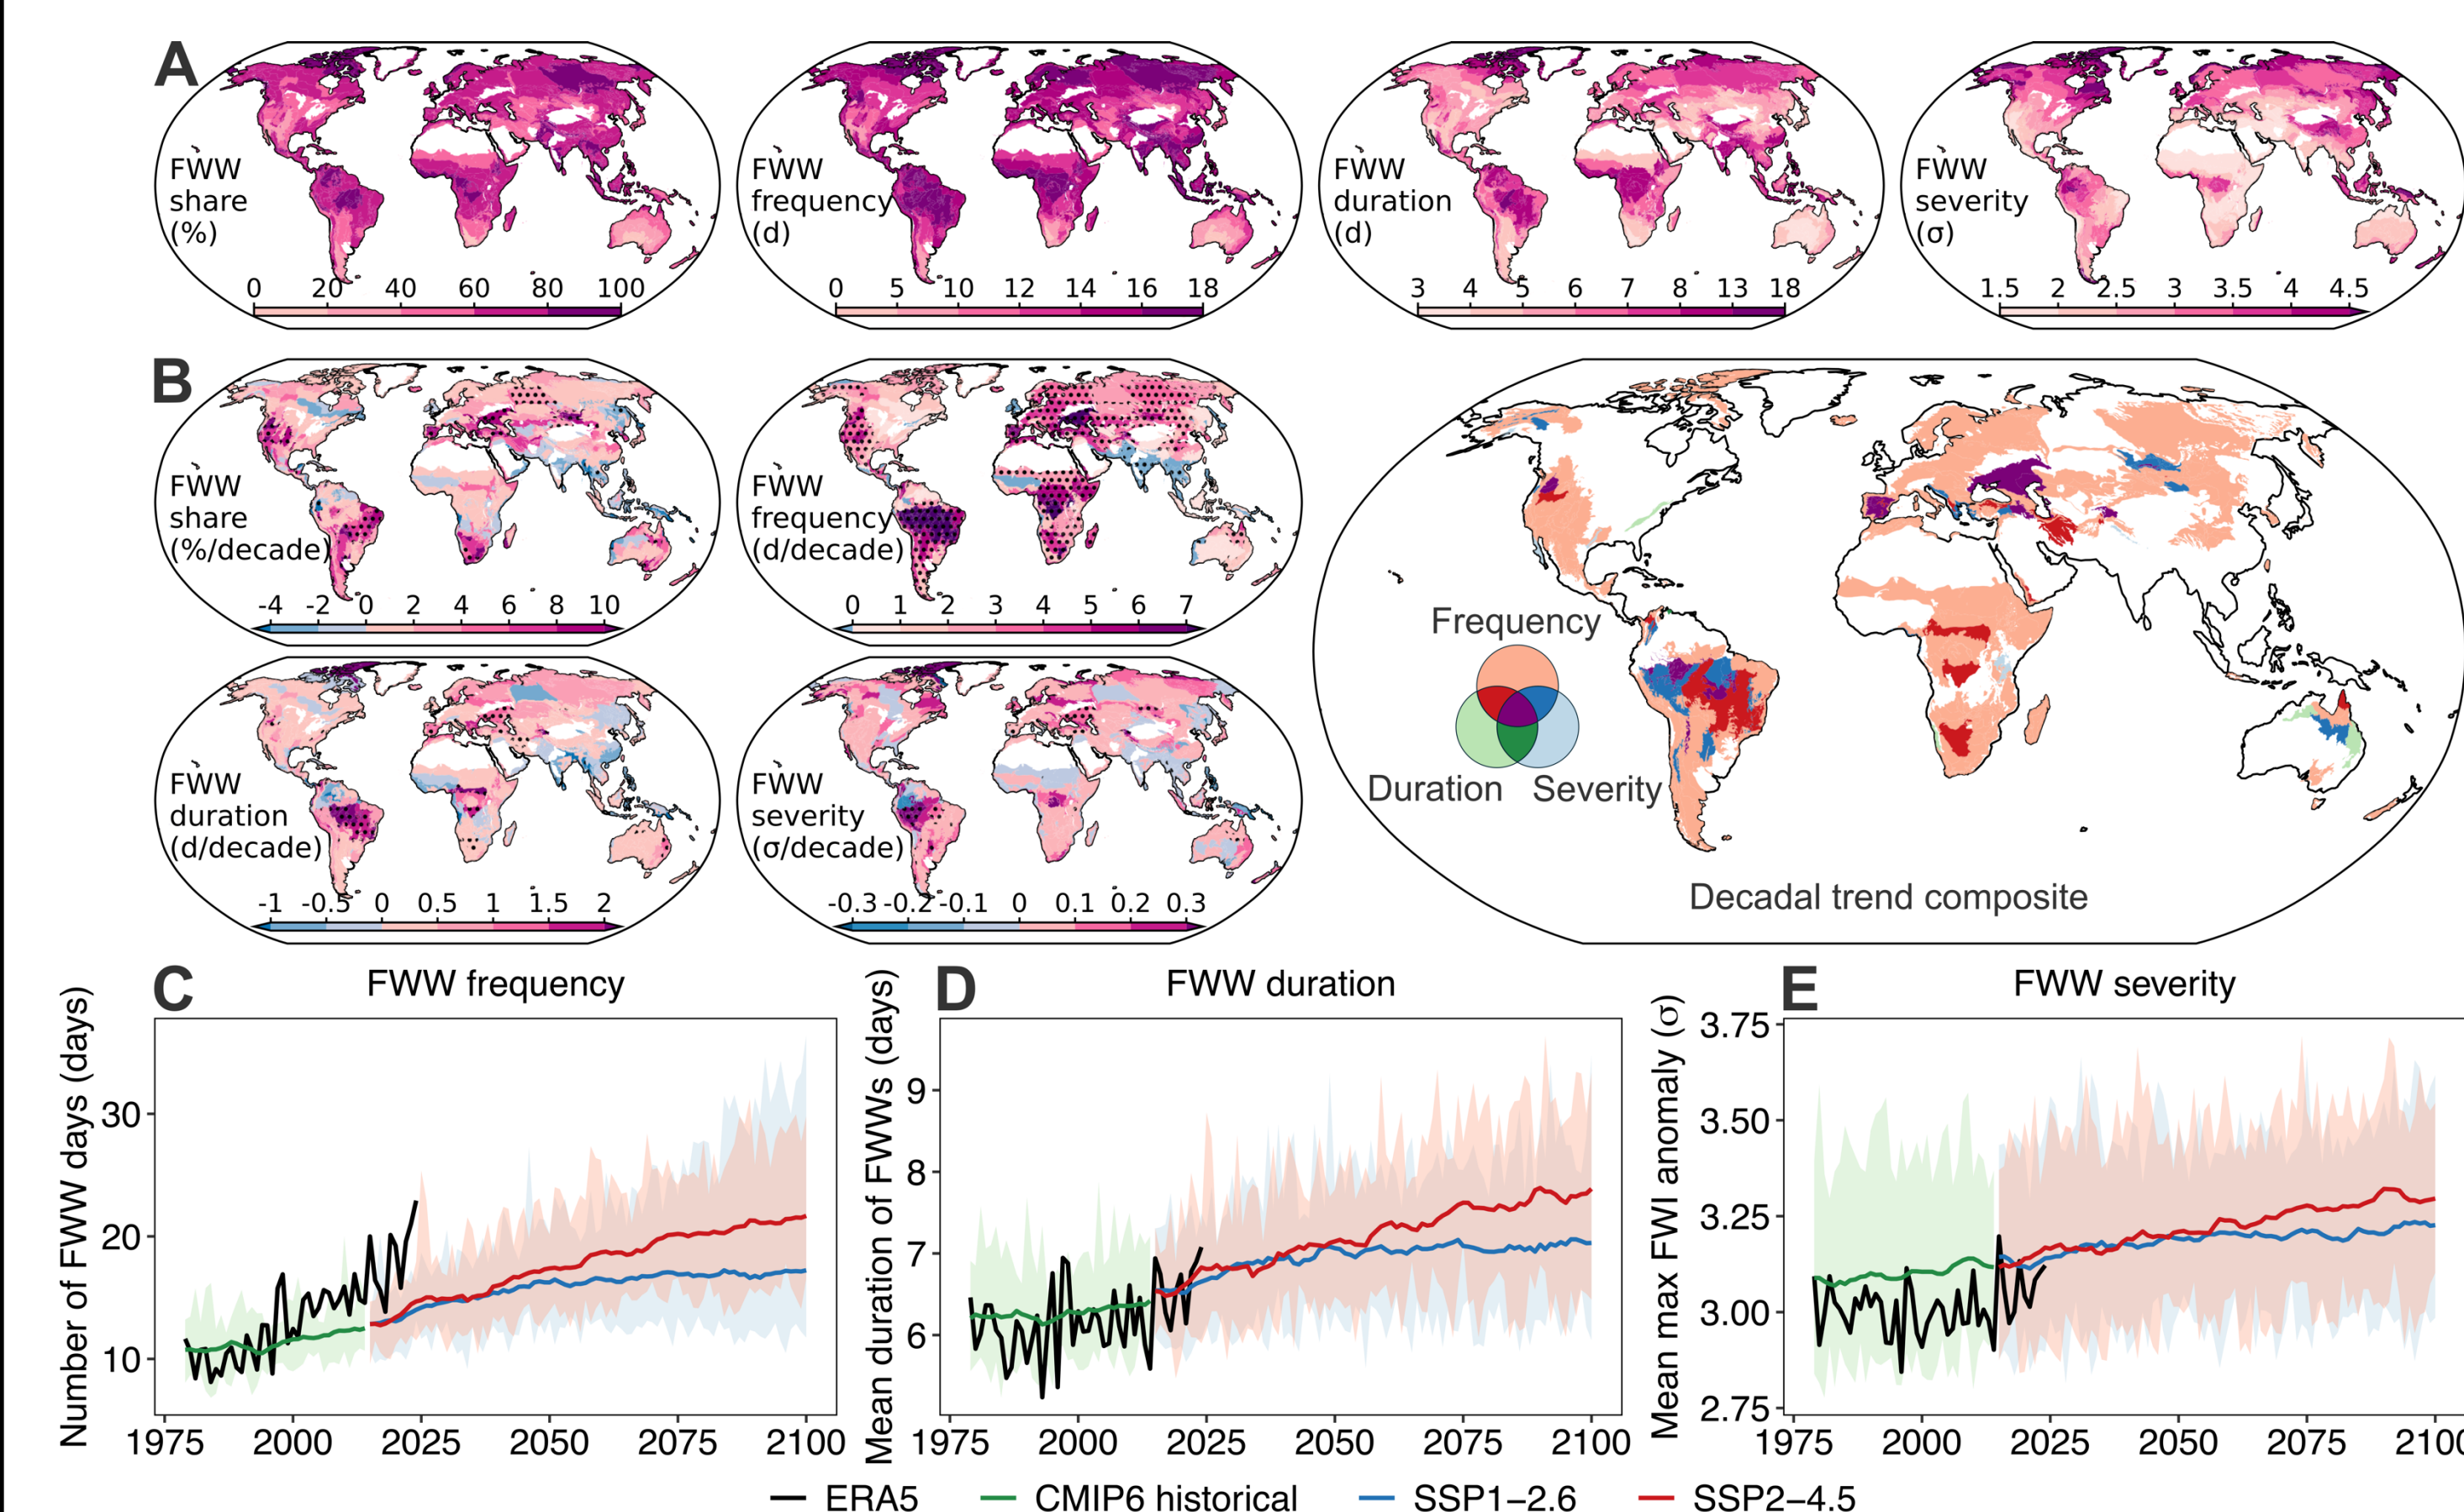 A
FWW
share
(%)
0 20 40 60 80 100
FWW
frequency
(d)
0 5 10 12 14 16 18
FWW
duration
(d)
3 4 5 6 7 8 13 18
FWW
severity
(σ)
1.5 2 2.5 3 3.5 4 4.5
B
FWW
share
(%/decade)
-4 -2 0 2 4 6 8 10
FWW
frequency
(d/decade)
0 1 2 3 4 5 6 7
FWW
duration
(d/decade)
-1 -0.5 0 0.5 1 1.5 2
FWW
severity
(σ/decade)
-0.3 -0.2 -0.1 0 0.1 0.2 0.3
Frequency
Duration Severity
Decadal trend composite
C FWW frequency
Number of FWW days (days)
30
20
10
1975 2000 2025 2050 2075 2100
D FWW duration
Mean duration of FWWs (days)
9
8
7
6
1975 2000 2025 2050 2075 2100
E FWW severity
Mean max FWI anomaly (σ)
3.75
3.50
3.25
3.00
2.75
1975 2000 2025 2050 2075 2100
ERA5 CMIP6 historical SSP1−2.6 SSP2−4.5